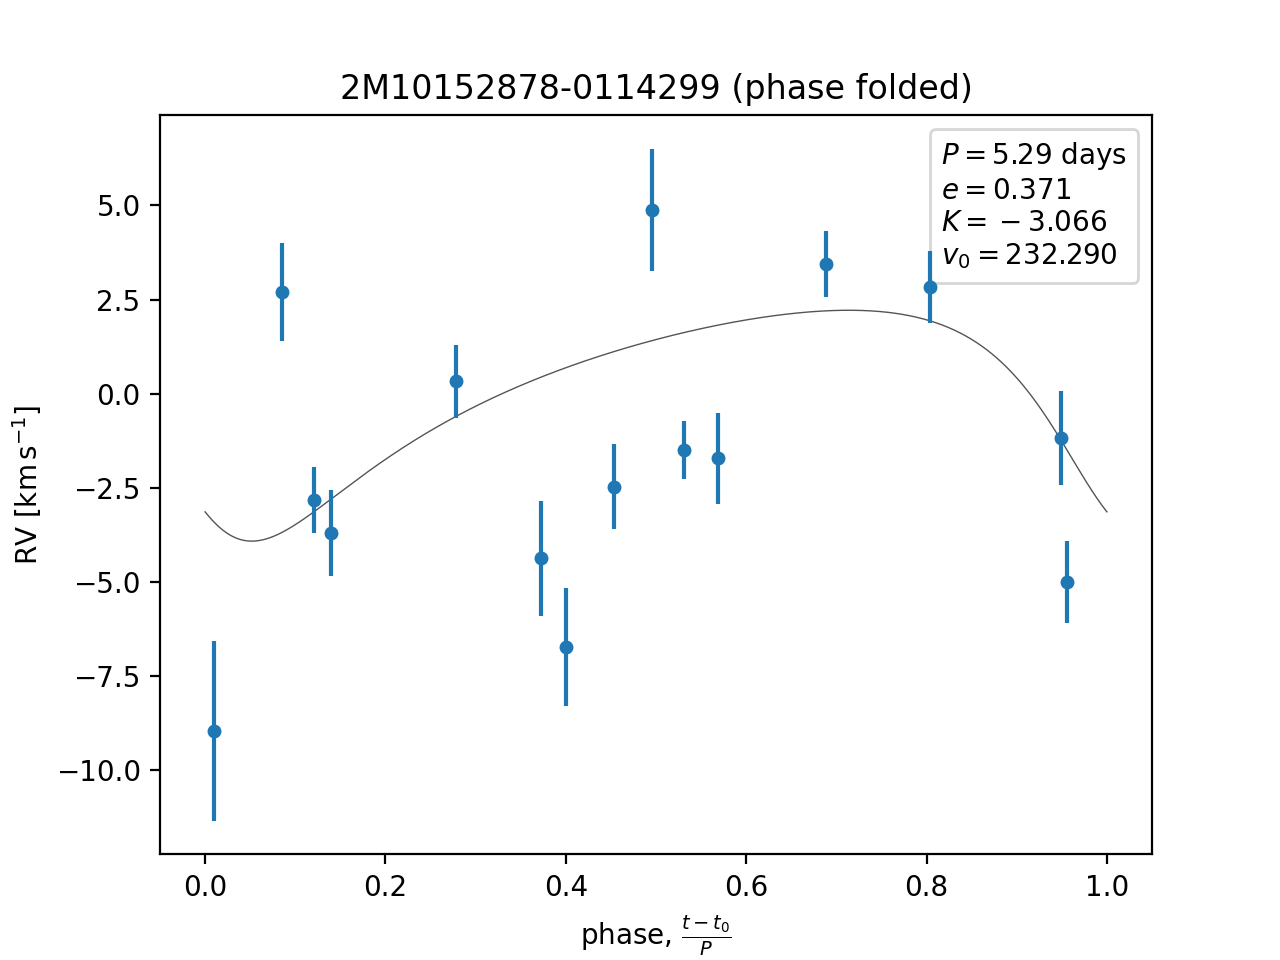 2M10152878-0114299 (phase folded)
P = 5.29 days
e = 0.371
K = −3.066
v₀ = 232.290
RV [km s⁻¹]
5.0
2.5
0.0
−2.5
−5.0
−7.5
−10.0
0.0 0.2 0.4 0.6 0.8 1.0
phase, (t − t₀)/P